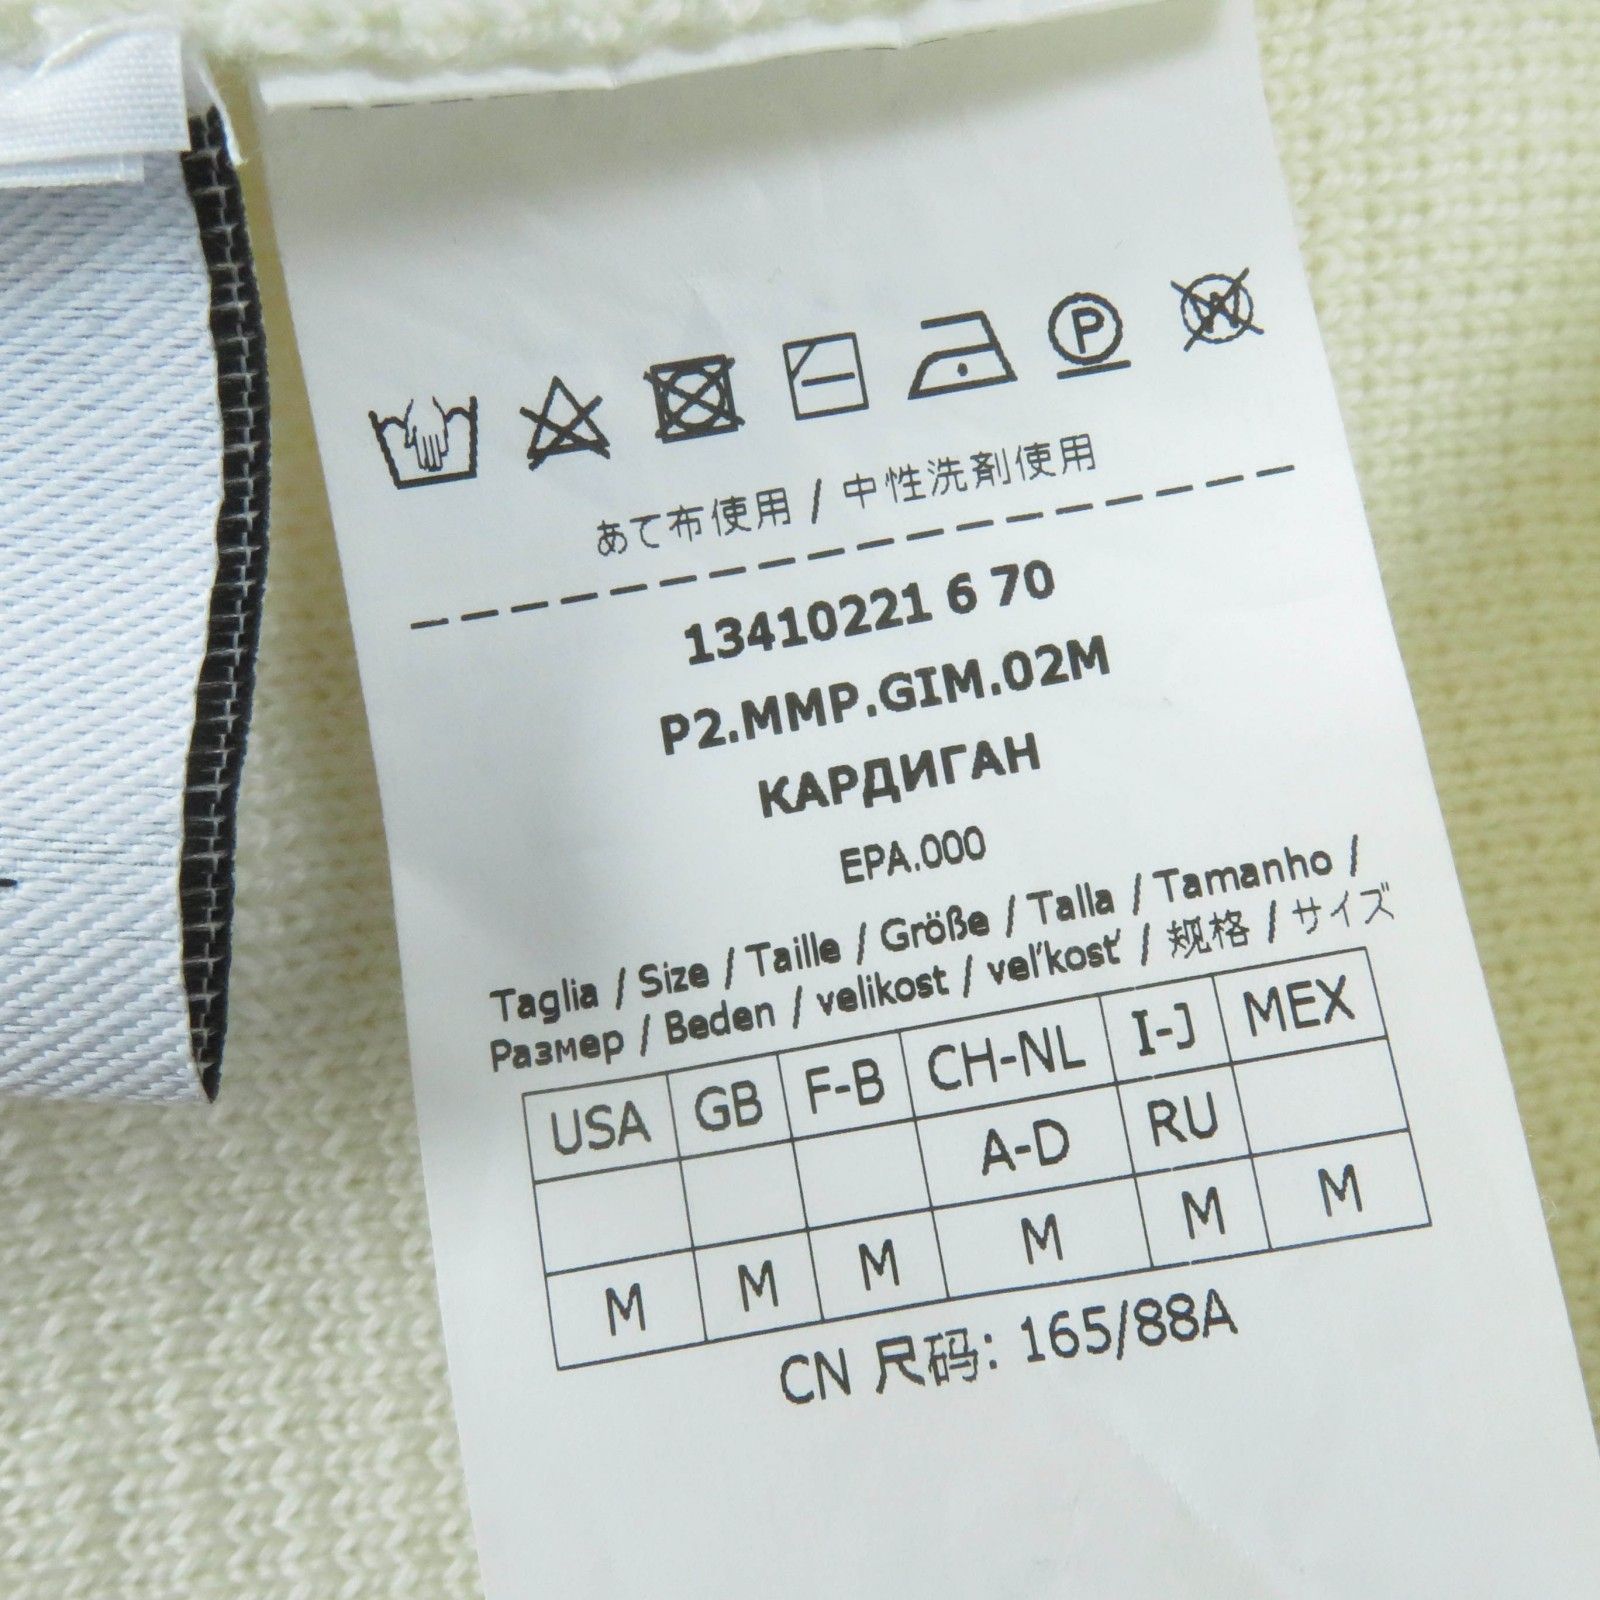 P
W
あて布使用 / 中性洗剤使用
13410221 6 70
P2.MMP.GIM.02M
КАРДИГАН
EPA.000
Taglia / Size / Taille / Größe / Talla / Tamanho /
Размер / Beden / velikost / veľkosť / 规格 / サイズ
USA GB F-B CH-NL I-J MEX
A-D RU
M M M M M M
CN 尺码: 165/88A